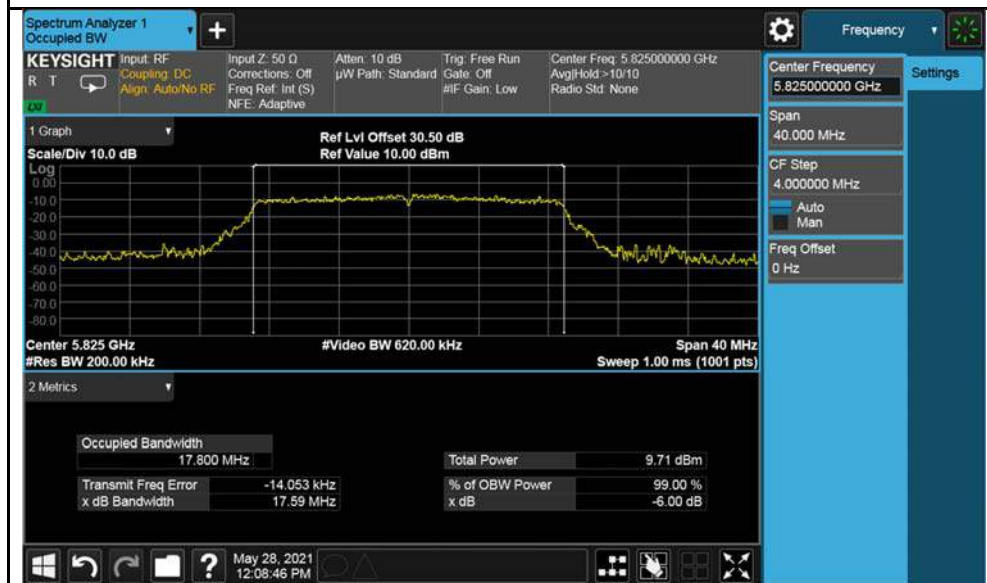 Spectrum Analyzer 1
Occupied BW
+
Frequency
KEYSIGHT
R T
LXI
Input: RF
Coupling: DC
Align: Auto/No RF
Input Z: 50 Ω
Corrections: Off
Freq Ref: Int (S)
NFE: Adaptive
Atten: 10 dB
µW Path: Standard
Trig: Free Run
Gate: Off
#IF Gain: Low
Center Freq: 5.825000000 GHz
Avg|Hold:>10/10
Radio Std: None
Center Frequency
5.825000000 GHz
Settings
Span
40.000 MHz
CF Step
4.000000 MHz
Auto
Man
Freq Offset
0 Hz
1 Graph
Scale/Div 10.0 dB
Ref Lvl Offset 30.50 dB
Ref Value 10.00 dBm
Log
0.00
-10.0
-20.0
-30.0
-40.0
-50.0
-60.0
-70.0
-80.0
Center 5.825 GHz
#Video BW 620.00 kHz
Span 40 MHz
#Res BW 200.00 kHz
Sweep 1.00 ms (1001 pts)
2 Metrics
Occupied Bandwidth
17.800 MHz
Total Power 9.71 dBm
Transmit Freq Error -14.053 kHz
% of OBW Power 99.00 %
x dB Bandwidth 17.59 MHz
x dB -6.00 dB
?
May 28, 2021
12:08:46 PM